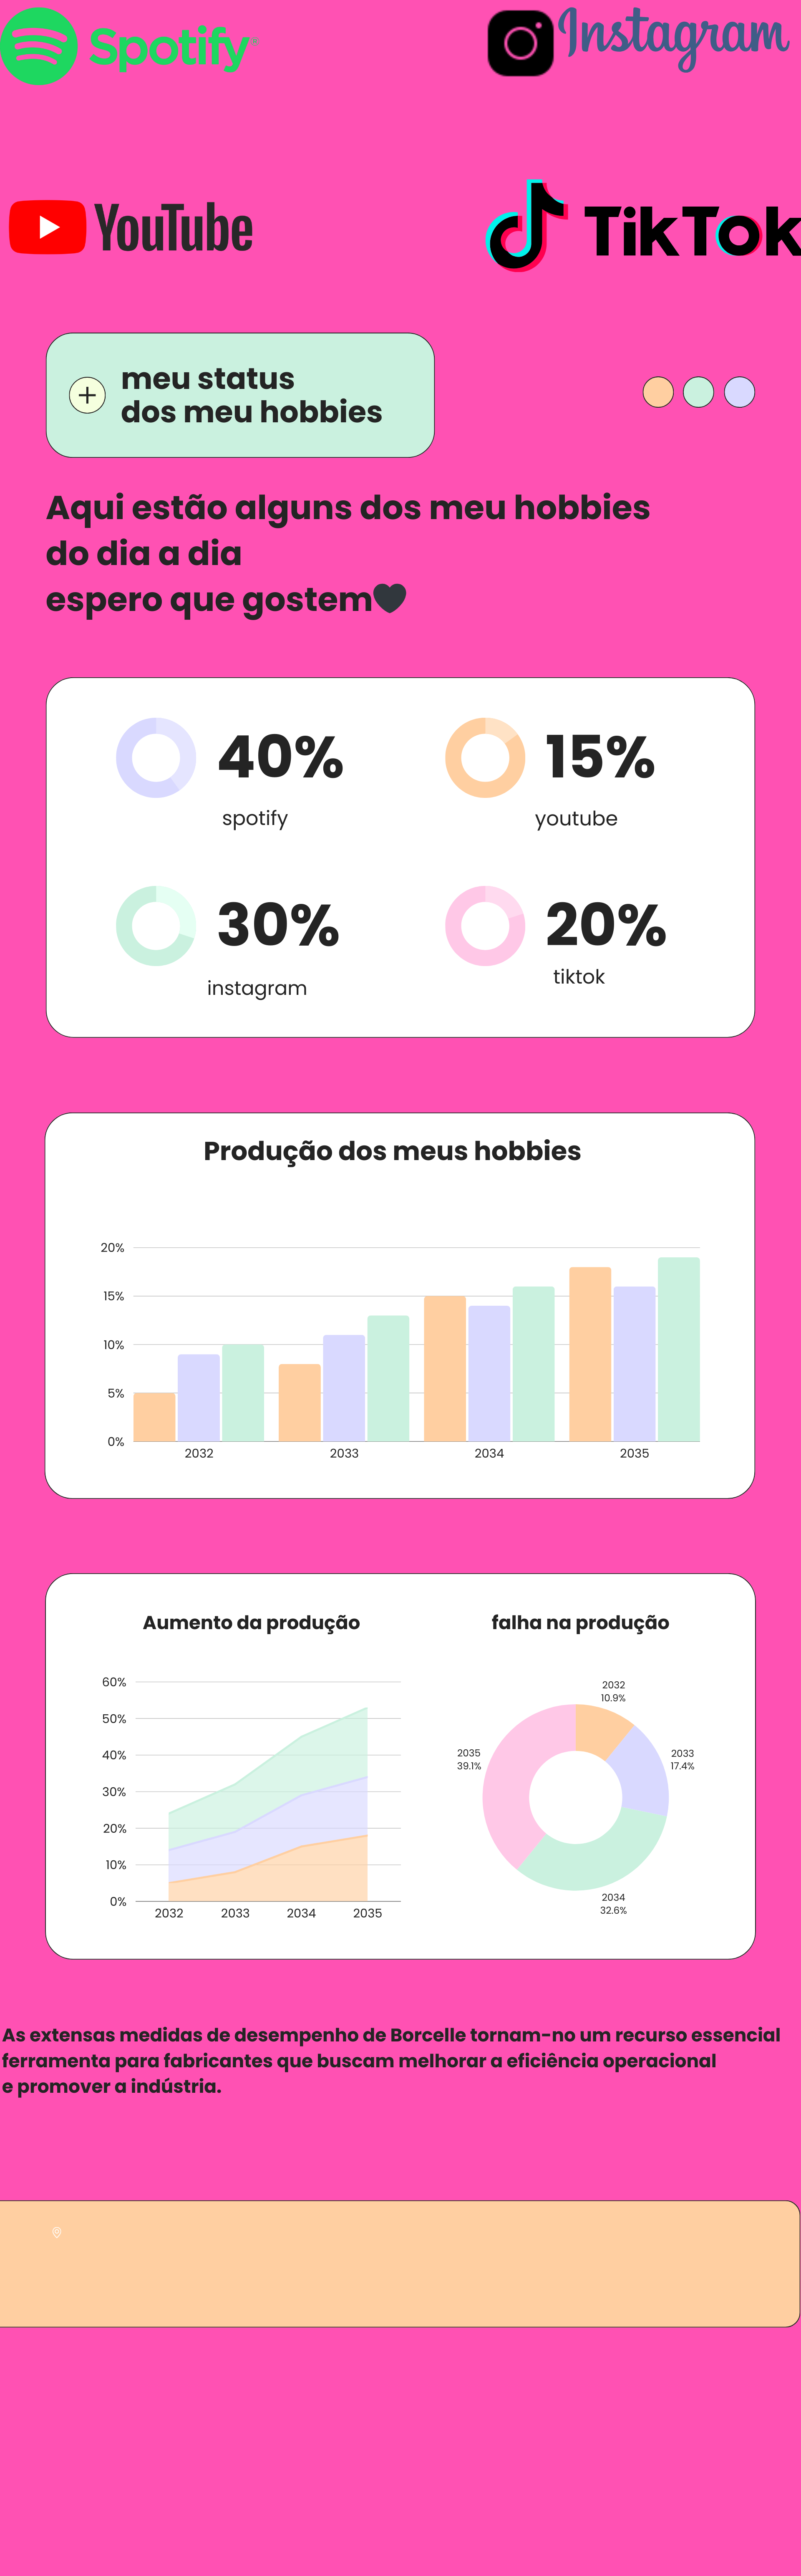 Spotify
Instagram
YouTube
TikTok
meu status
dos meu hobbies
Aqui estão alguns dos meu hobbies
do dia a dia
espero que gostem🖤
40%
spotify
15%
youtube
30%
instagram
20%
tiktok
Produção dos meus hobbies
20%
15%
10%
5%
0%
2032
2033
2034
2035
Aumento da produção
60%
50%
40%
30%
20%
10%
0%
2032
2033
2034
2035
falha na produção
2032
10.9%
2033
17.4%
2034
32.6%
2035
39.1%
As extensas medidas de desempenho de Borcelle tornam-no um recurso essencial
ferramenta para fabricantes que buscam melhorar a eficiência operacional
e promover a indústria.